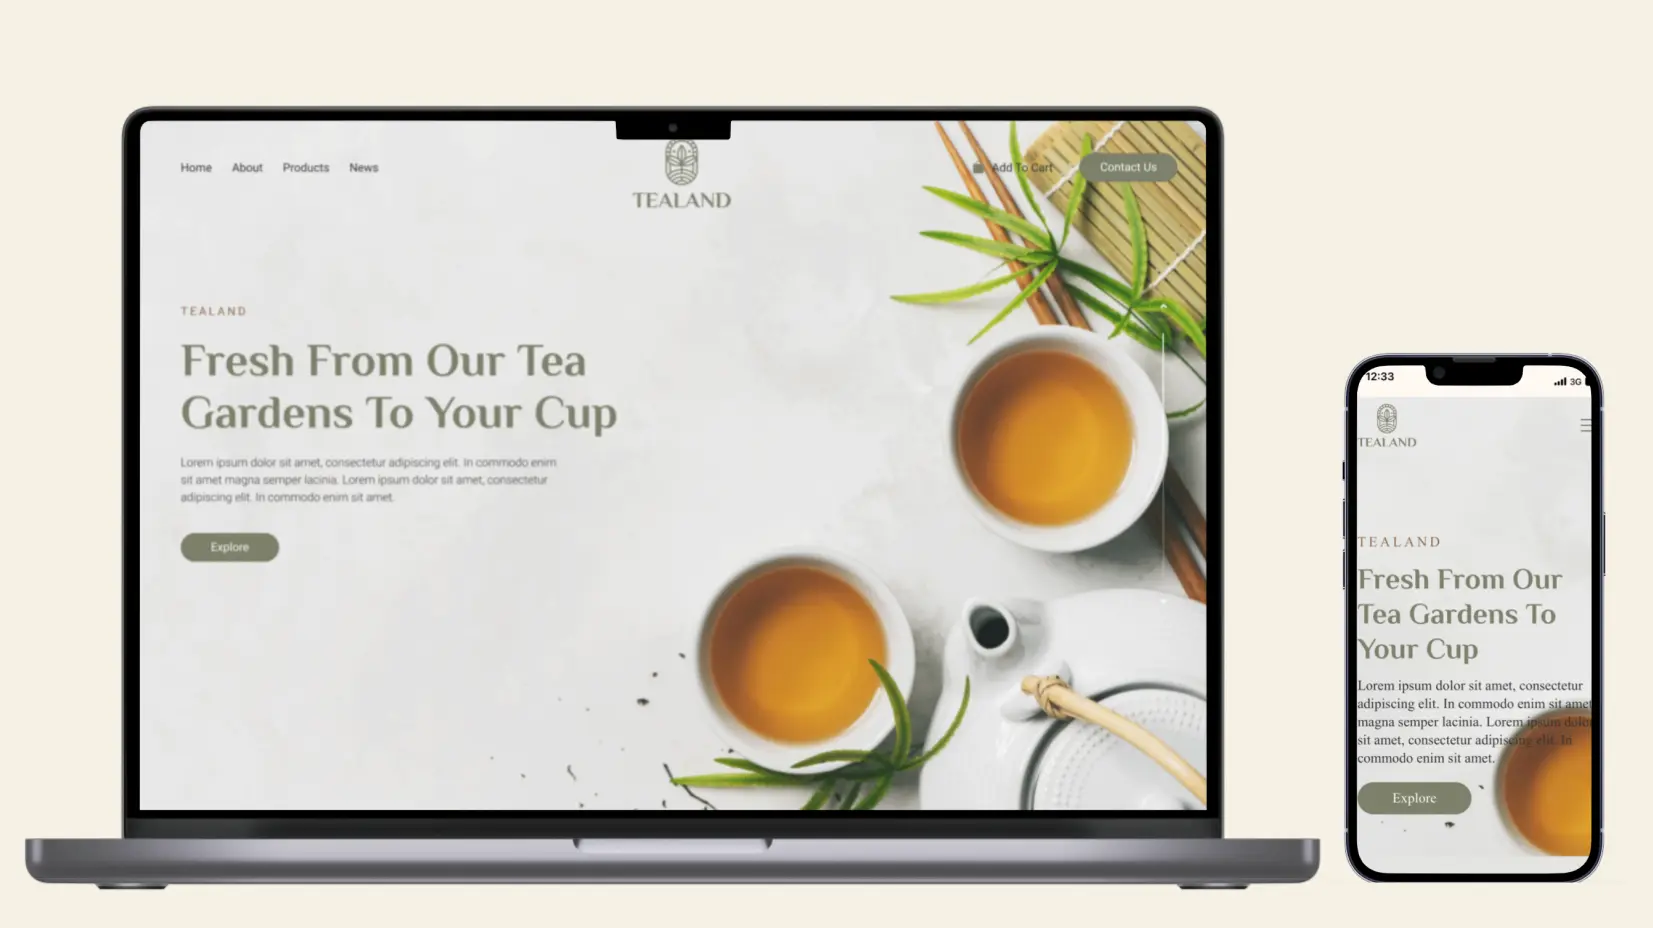 Home About Products News
TEALAND
Add To Cart
Contact Us
TEALAND
Fresh From Our Tea
Gardens To Your Cup
Lorem ipsum dolor sit amet, consectetur adipiscing elit. In commodo enim
sit amet magna semper lacinia. Lorem ipsum dolor sit amet, consectetur
adipiscing elit. In commodo enim sit amet.
Explore
12:33
3G
TEALAND
TEALAND
Fresh From Our
Tea Gardens To
Your Cup
Lorem ipsum dolor sit amet, consectetur
adipiscing elit. In commodo enim sit amet
magna semper lacinia. Lorem ipsum dolor
sit amet, consectetur adipiscing elit. In
commodo enim sit amet.
Explore